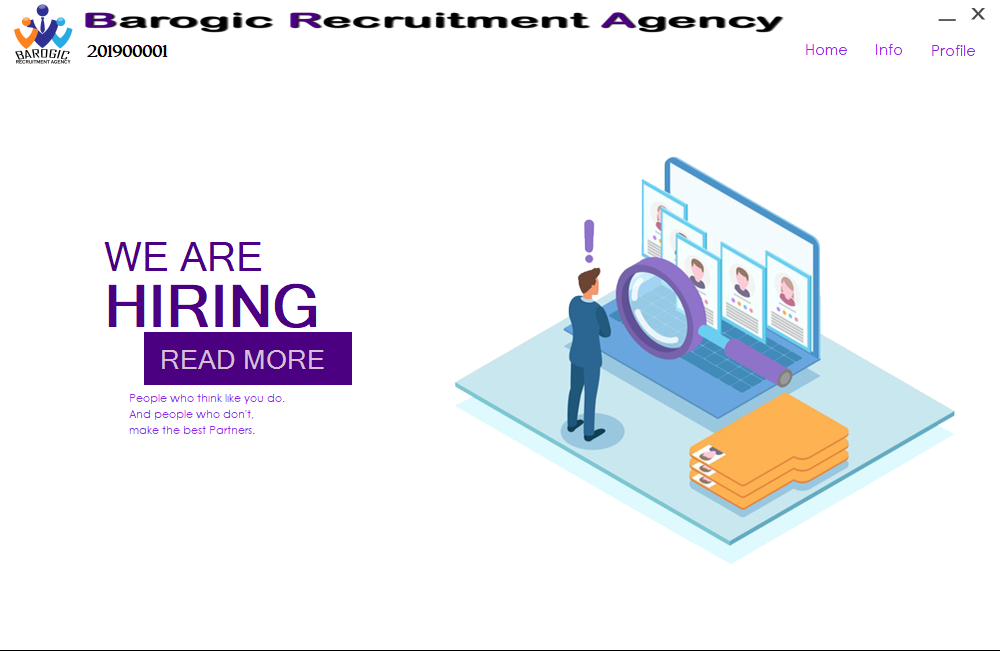 Barogic Recruitment Agency
BAROGIC
RECRUITMENT AGENCY
201900001
Home Info Profile
WE ARE
HIRING
READ MORE
People who think like you do.
And people who don't,
make the best Partners.